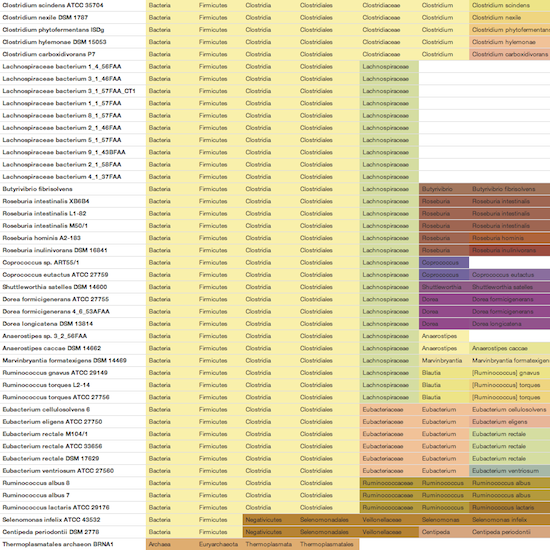 Clostridium scindens ATCC 35704 Bacteria Firmicutes Clostridia Clostridiales Clostridiaceae Clostridium Clostridium scindens
Clostridium nexile DSM 1787 Bacteria Firmicutes Clostridia Clostridiales Clostridiaceae Clostridium Clostridium nexile
Clostridium phytofermentans ISDg Bacteria Firmicutes Clostridia Clostridiales Clostridiaceae Clostridium Clostridium phytofermentans
Clostridium hylemonae DSM 15053 Bacteria Firmicutes Clostridia Clostridiales Clostridiaceae Clostridium Clostridium hylemonae
Clostridium carboxidivorans P7 Bacteria Firmicutes Clostridia Clostridiales Clostridiaceae Clostridium Clostridium carboxidivorans
Lachnospiraceae bacterium 1_4_56FAA Bacteria Firmicutes Clostridia Clostridiales Lachnospiraceae
Lachnospiraceae bacterium 3_1_46FAA Bacteria Firmicutes Clostridia Clostridiales Lachnospiraceae
Lachnospiraceae bacterium 3_1_57FAA_CT1 Bacteria Firmicutes Clostridia Clostridiales Lachnospiraceae
Lachnospiraceae bacterium 1_1_57FAA Bacteria Firmicutes Clostridia Clostridiales Lachnospiraceae
Lachnospiraceae bacterium 8_1_57FAA Bacteria Firmicutes Clostridia Clostridiales Lachnospiraceae
Lachnospiraceae bacterium 2_1_46FAA Bacteria Firmicutes Clostridia Clostridiales Lachnospiraceae
Lachnospiraceae bacterium 5_1_57FAA Bacteria Firmicutes Clostridia Clostridiales Lachnospiraceae
Lachnospiraceae bacterium 9_1_43BFAA Bacteria Firmicutes Clostridia Clostridiales Lachnospiraceae
Lachnospiraceae bacterium 2_1_58FAA Bacteria Firmicutes Clostridia Clostridiales Lachnospiraceae
Lachnospiraceae bacterium 4_1_37FAA Bacteria Firmicutes Clostridia Clostridiales Lachnospiraceae
Butyrivibrio fibrisolvens Bacteria Firmicutes Clostridia Clostridiales Lachnospiraceae Butyrivibrio Butyrivibrio fibrisolvens
Roseburia intestinalis XB6B4 Bacteria Firmicutes Clostridia Clostridiales Lachnospiraceae Roseburia Roseburia intestinalis
Roseburia intestinalis L1-82 Bacteria Firmicutes Clostridia Clostridiales Lachnospiraceae Roseburia Roseburia intestinalis
Roseburia intestinalis M50/1 Bacteria Firmicutes Clostridia Clostridiales Lachnospiraceae Roseburia Roseburia intestinalis
Roseburia hominis A2-183 Bacteria Firmicutes Clostridia Clostridiales Lachnospiraceae Roseburia Roseburia hominis
Roseburia inulinivorans DSM 16841 Bacteria Firmicutes Clostridia Clostridiales Lachnospiraceae Roseburia Roseburia inulinivorans
Coprococcus sp. ART55/1 Bacteria Firmicutes Clostridia Clostridiales Lachnospiraceae Coprococcus
Coprococcus eutactus ATCC 27759 Bacteria Firmicutes Clostridia Clostridiales Lachnospiraceae Coprococcus Coprococcus eutactus
Shuttleworthia satelles DSM 14600 Bacteria Firmicutes Clostridia Clostridiales Lachnospiraceae Shuttleworthia Shuttleworthia satelles
Dorea formicigenerans ATCC 27755 Bacteria Firmicutes Clostridia Clostridiales Lachnospiraceae Dorea Dorea formicigenerans
Dorea formicigenerans 4_6_53AFAA Bacteria Firmicutes Clostridia Clostridiales Lachnospiraceae Dorea Dorea formicigenerans
Dorea longicatena DSM 13814 Bacteria Firmicutes Clostridia Clostridiales Lachnospiraceae Dorea Dorea longicatena
Anaerostipes sp. 3_2_56FAA Bacteria Firmicutes Clostridia Clostridiales Lachnospiraceae Anaerostipes
Anaerostipes caccae DSM 14662 Bacteria Firmicutes Clostridia Clostridiales Lachnospiraceae Anaerostipes Anaerostipes caccae
Marvinbryantia formatexigens DSM 14469 Bacteria Firmicutes Clostridia Clostridiales Lachnospiraceae Marvinbryantia Marvinbryantia formatexigen
Ruminococcus gnavus ATCC 29149 Bacteria Firmicutes Clostridia Clostridiales Lachnospiraceae Blautia [Ruminococcus] gnavus
Ruminococcus torques L2-14 Bacteria Firmicutes Clostridia Clostridiales Lachnospiraceae Blautia [Ruminococcus] torques
Ruminococcus torques ATCC 27756 Bacteria Firmicutes Clostridia Clostridiales Lachnospiraceae Blautia [Ruminococcus] torques
Eubacterium cellulosolvens 6 Bacteria Firmicutes Clostridia Clostridiales Eubacteriaceae Eubacterium Eubacterium cellulosolvens
Eubacterium eligens ATCC 27750 Bacteria Firmicutes Clostridia Clostridiales Eubacteriaceae Eubacterium Eubacterium eligens
Eubacterium rectale M104/1 Bacteria Firmicutes Clostridia Clostridiales Eubacteriaceae Eubacterium Eubacterium rectale
Eubacterium rectale ATCC 33656 Bacteria Firmicutes Clostridia Clostridiales Eubacteriaceae Eubacterium Eubacterium rectale
Eubacterium rectale DSM 17629 Bacteria Firmicutes Clostridia Clostridiales Eubacteriaceae Eubacterium Eubacterium rectale
Eubacterium ventriosum ATCC 27560 Bacteria Firmicutes Clostridia Clostridiales Eubacteriaceae Eubacterium Eubacterium ventriosum
Ruminococcus albus 8 Bacteria Firmicutes Clostridia Clostridiales Ruminococcaceae Ruminococcus Ruminococcus albus
Ruminococcus albus 7 Bacteria Firmicutes Clostridia Clostridiales Ruminococcaceae Ruminococcus Ruminococcus albus
Ruminococcus lactaris ATCC 29176 Bacteria Firmicutes Clostridia Clostridiales Ruminococcaceae Ruminococcus Ruminococcus lactaris
Selenomonas infelix ATCC 43532 Bacteria Firmicutes Negativicutes Selenomonadales Veillonellaceae Selenomonas Selenomonas infelix
Centipeda periodontii DSM 2778 Bacteria Firmicutes Negativicutes Selenomonadales Veillonellaceae Centipeda Centipeda periodontii
Thermoplasmatales archaeon BRNA1 Archaea Euryarchaeota Thermoplasmata Thermoplasmatales